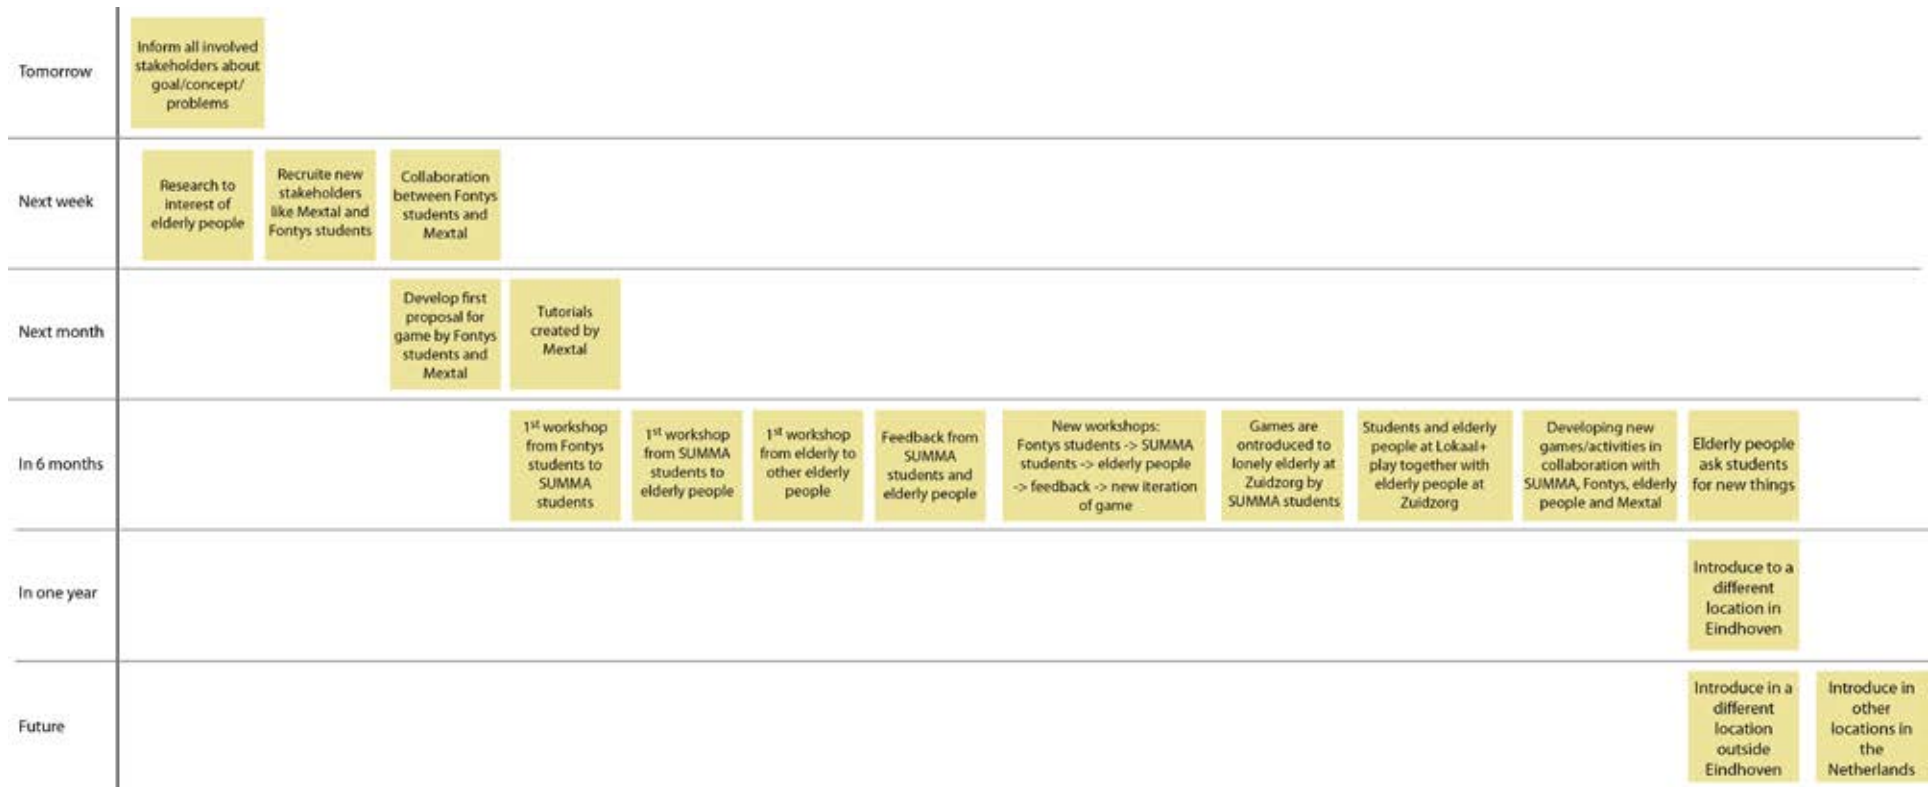 Tomorrow
Inform all involved
stakeholders about
goal/concept/
problems
Next week
Research to
interest of
elderly people
Recruite new
stakeholders
like Mextal and
Fontys students
Collaboration
between Fontys
students and
Mextal
Next month
Develop first
proposal for
game by Fontys
students and
Mextal
Tutorials
created by
Mextal
In 6 months
1st workshop
from Fontys
students to
SUMMA
students
1st workshop
from SUMMA
students to
elderly people
1st workshop
from elderly to
other elderly
people
Feedback from
SUMMA
students and
elderly people
New workshops:
Fontys students -> SUMMA
students -> elderly people
-> feedback -> new iteration
of game
Games are
ontroduced to
lonely elderly at
Zuidzorg by
SUMMA students
Students and elderly
people at Lokaal+
play together with
elderly people at
Zuidzorg
Developing new
games/activities in
collaboration with
SUMMA, Fontys, elderly
people and Mextal
Elderly people
ask students
for new things
In one year
Introduce to a
different
location in
Eindhoven
Future
Introduce in a
different
location
outside
Eindhoven
Introduce in
other
locations in
the
Netherlands